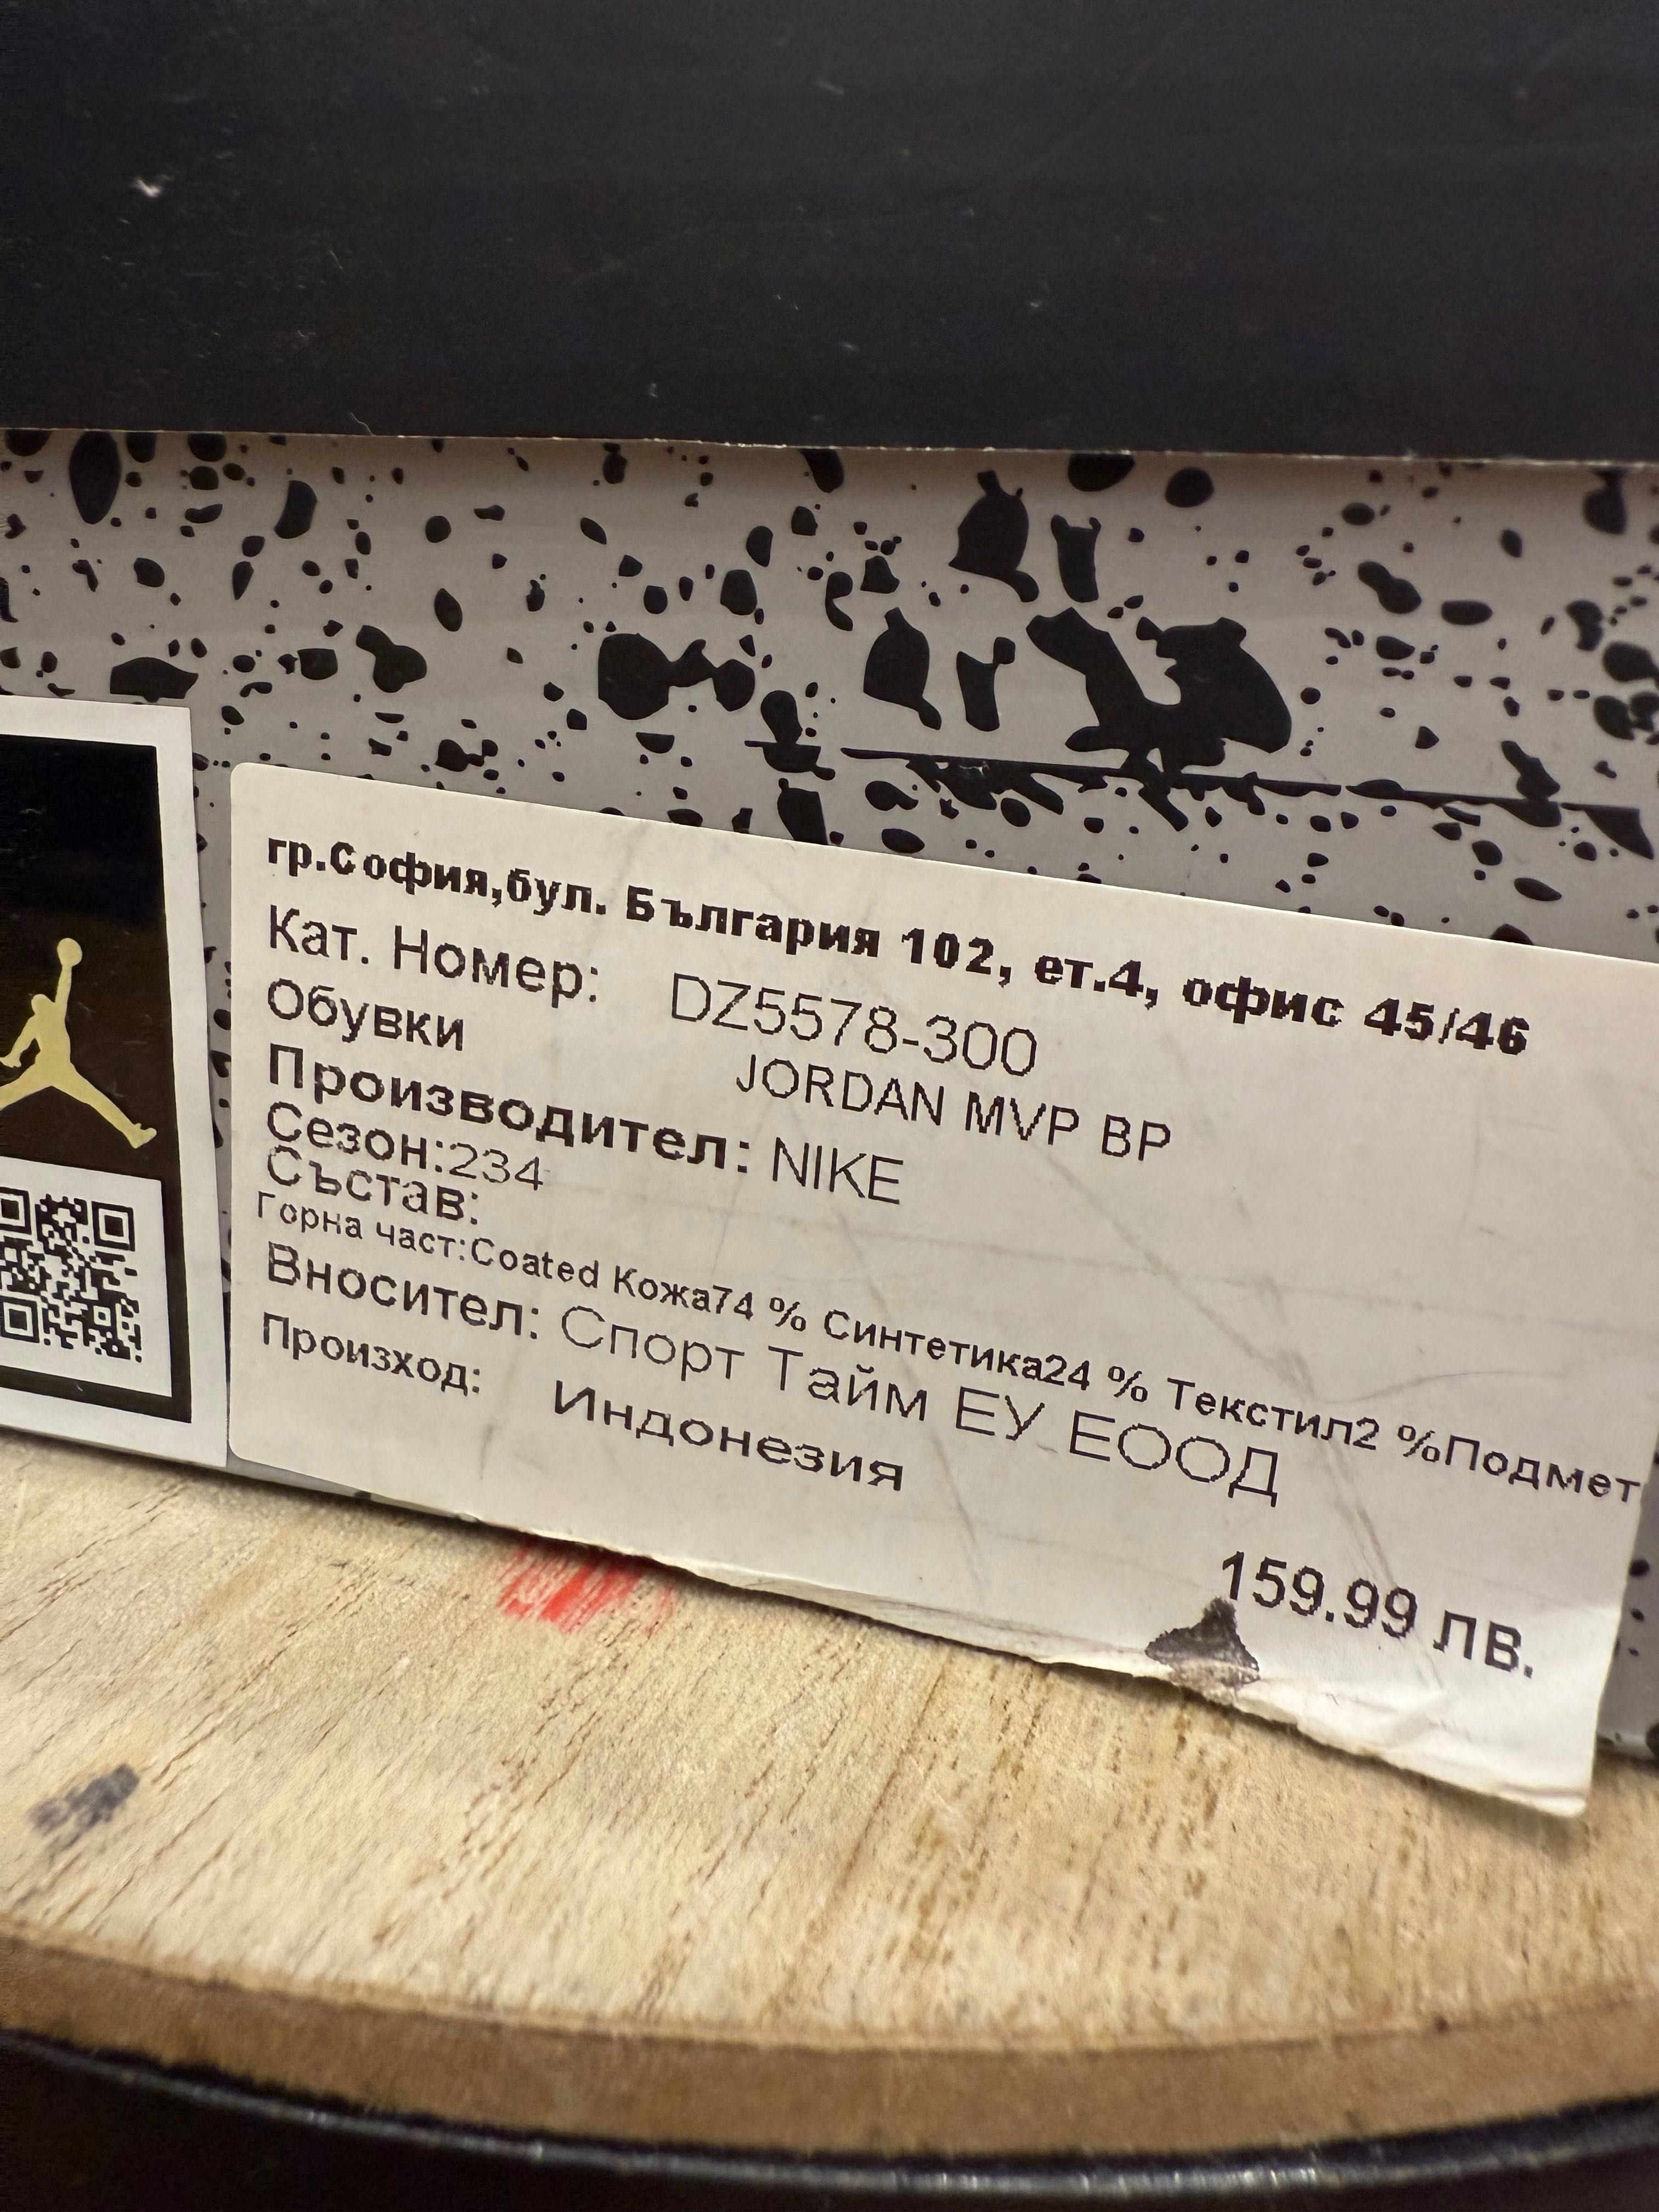 гр.София,бул. България 102, ет.4, офис 45/46
Кат. Номер: DZ5578-300
Обувки JORDAN MVP BP
Производител: NIKE
Сезон:234
Състав:
Горна част:Coated Кожа74 % Синтетика24 % Текстил2 %Подмет
Вносител: Спорт Тайм ЕУ ЕООД
Произход: Индонезия
159.99 лв.